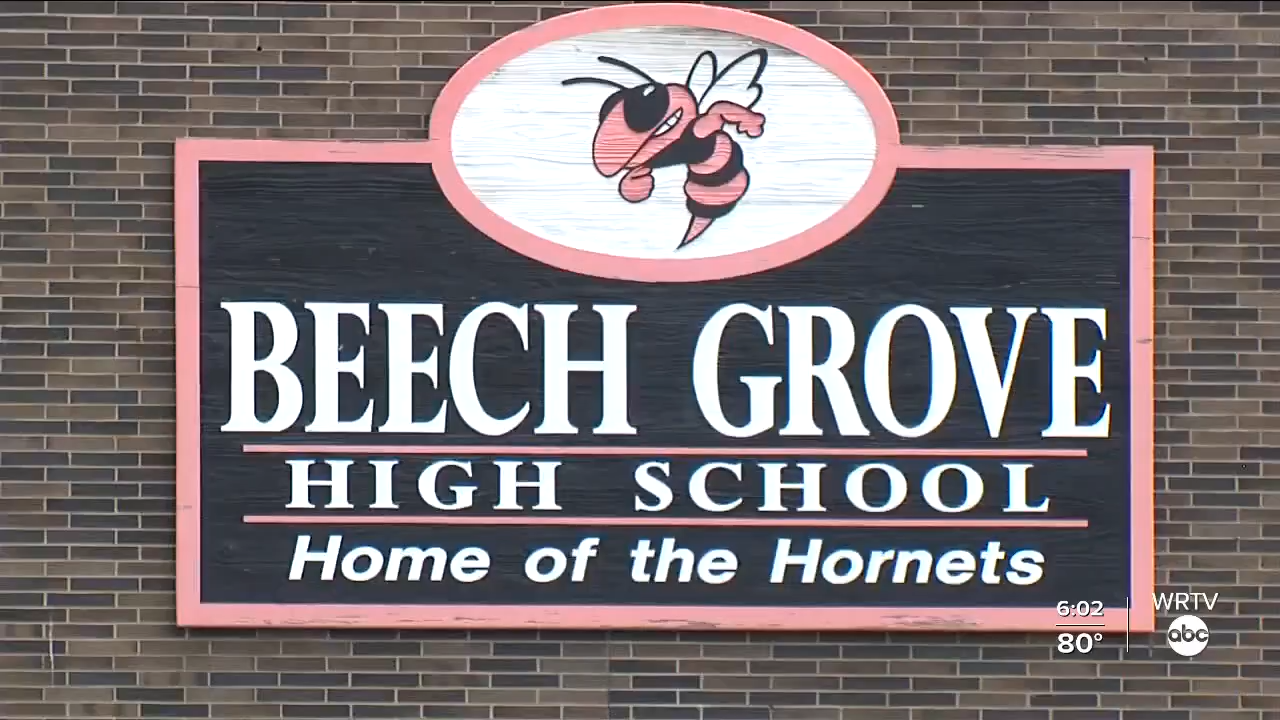 BEECH GROVE
HIGH SCHOOL
Home of the Hornets
6:02
80°
WRTV
abc